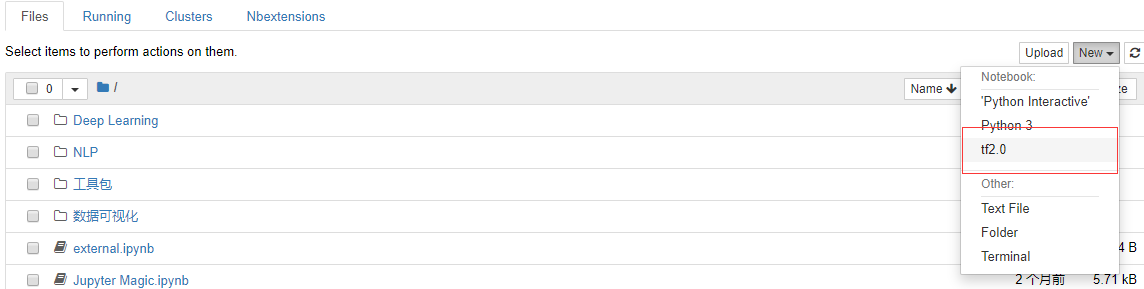 Files Running Clusters Nbextensions
Select items to perform actions on them.
Upload New
0 /
Name ze
Notebook:
'Python Interactive'
Python 3
tf2.0
Other:
Text File
Folder
Terminal
Deep Learning
NLP
工具包
数据可视化
external.ipynb 4 B
Jupyter Magic.ipynb 2 个月前 5.71 kB